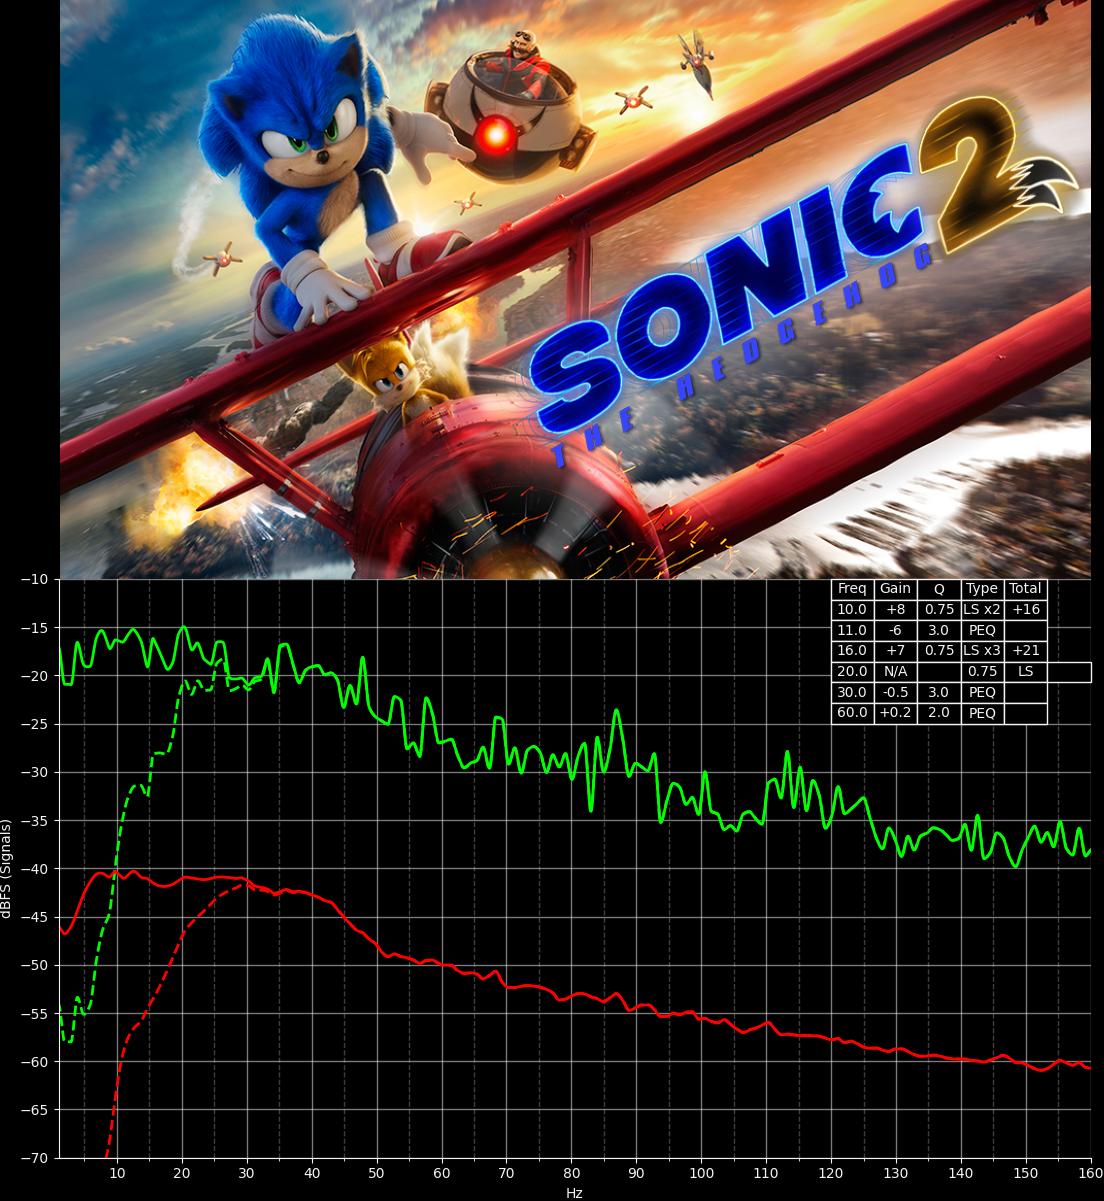 SONIC 2
THE HEDGEHOG
Freq Gain Q Type Total
10.0 +8 0.75 LS x2 +16
11.0 -6 3.0 PEQ
16.0 +7 0.75 LS x3 +21
20.0 N/A 0.75 LS
30.0 -0.5 3.0 PEQ
60.0 +0.2 2.0 PEQ
−10
−15
−20
−25
−30
−35
−40
−45
−50
−55
−60
−65
−70
dBFS (Signals)
10 20 30 40 50 60 70 80 90 100 110 120 130 140 150 160
Hz